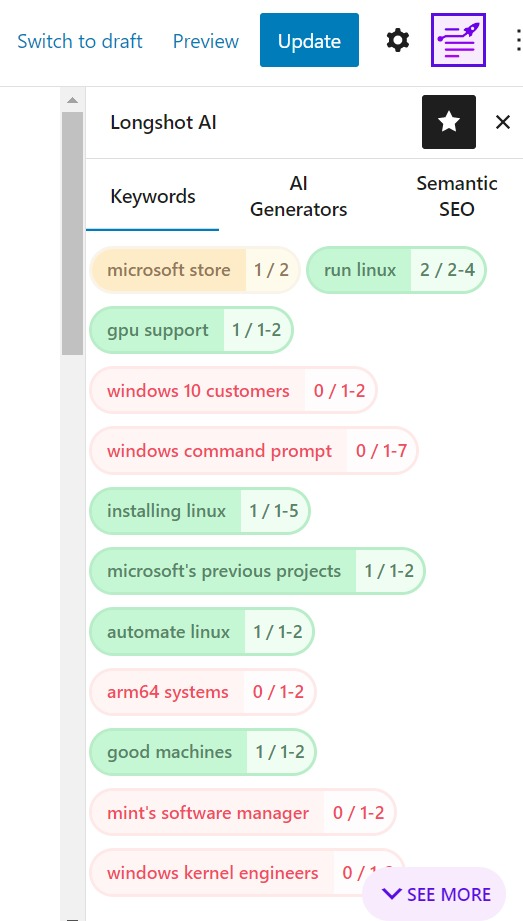 Switch to draft Preview Update
Longshot AI
Keywords AI Generators Semantic SEO
microsoft store 1 / 2 run linux 2 / 2-4
gpu support 1 / 1-2
windows 10 customers 0 / 1-2
windows command prompt 0 / 1-7
installing linux 1 / 1-5
microsoft's previous projects 1 / 1-2
automate linux 1 / 1-2
arm64 systems 0 / 1-2
good machines 1 / 1-2
mint's software manager 0 / 1-2
windows kernel engineers 0 /
SEE MORE